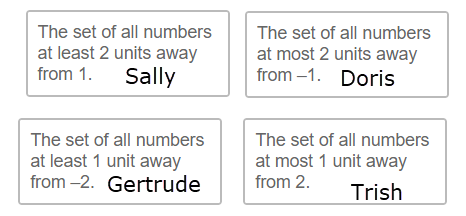 The set of all numbers
at least 2 units away
from 1. Sally
The set of all numbers
at most 2 units away
from –1. Doris
The set of all numbers
at least 1 unit away
from –2. Gertrude
The set of all numbers
at most 1 unit away
from 2. Trish